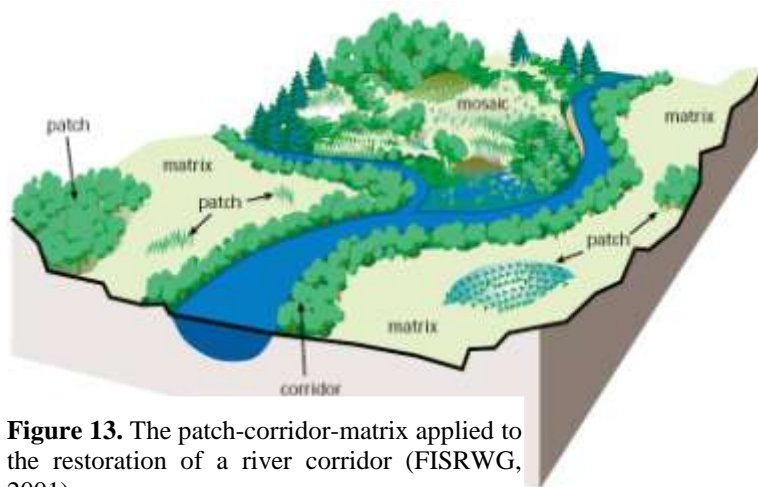 mosaic
patch
matrix
matrix
patch
patch
matrix
corridor
Figure 13. The patch-corridor-matrix applied to
the restoration of a river corridor (FISRWG,
2001)